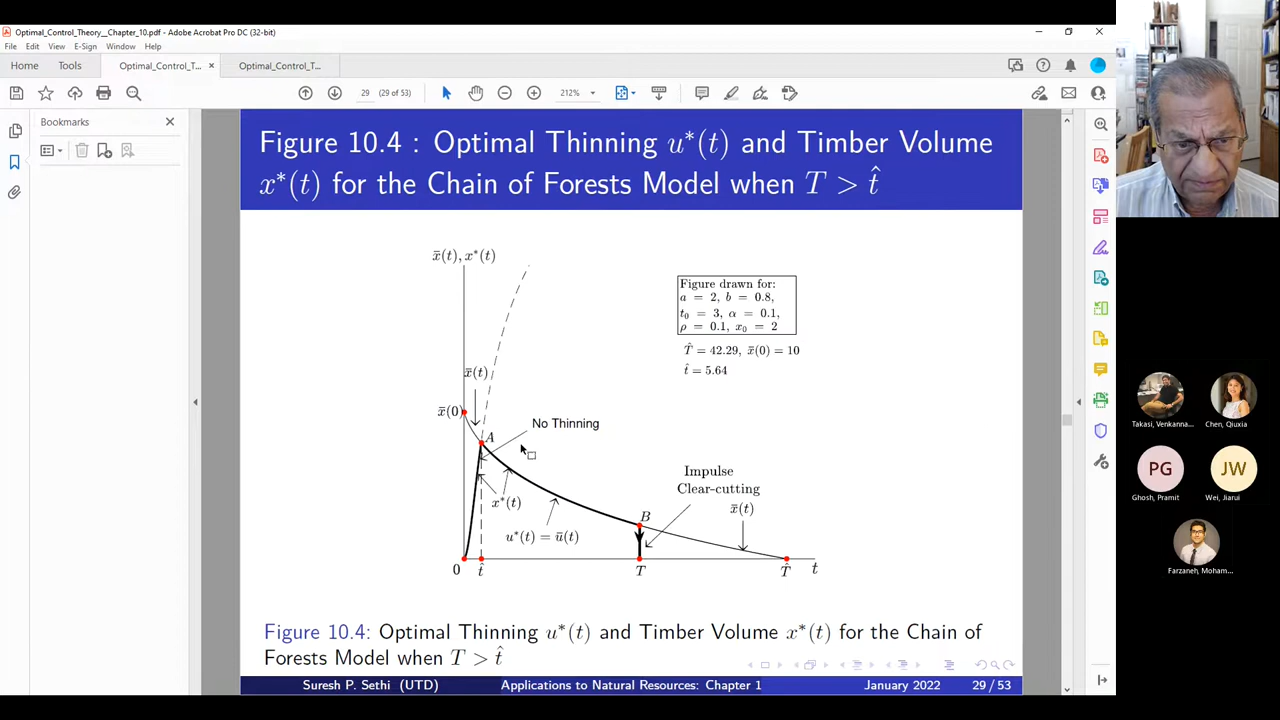 Optimal_Control_Theory__Chapter_10.pdf - Adobe Acrobat Pro DC (32-bit)
File Edit View E-Sign Window Help
Home Tools Optimal_Control_T... × Optimal_Control_T...
29 (29 of 53) 212%
Bookmarks
Figure 10.4 : Optimal Thinning u*(t) and Timber Volume
x*(t) for the Chain of Forests Model when T > t̂
x̄(t), x*(t)
Figure drawn for:
a = 2, b = 0.8,
t₀ = 3, α = 0.1,
ρ = 0.1, x₀ = 2
T̂ = 42.29, x̄(0) = 10
t̂ = 5.64
x̄(t)
x̄(0)
A
No Thinning
x*(t)
u*(t) = ū(t)
Impulse
Clear-cutting
x̄(t)
B
0 t̂ T T̂ t
Figure 10.4: Optimal Thinning u*(t) and Timber Volume x*(t) for the Chain of
Forests Model when T > t̂
Suresh P. Sethi (UTD) Applications to Natural Resources: Chapter 1 January 2022 29 / 53
Takasi, Venkanna...
Chen, Qiuxia
PG
Ghosh, Pramit
JW
Wei, Jiarui
Farzaneh, Moham...